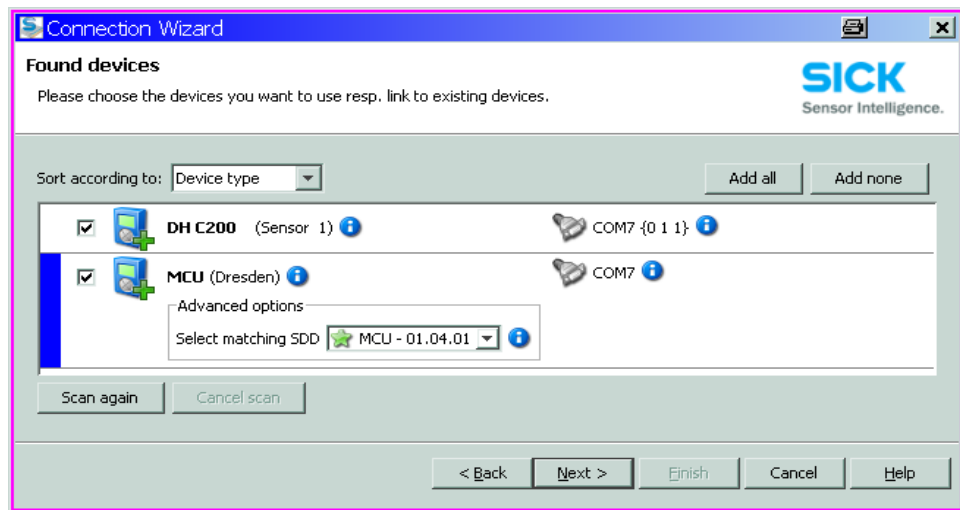 Connection Wizard
Found devices
Please choose the devices you want to use resp. link to existing devices.
SICK
Sensor Intelligence.
Sort according to: Device type
Add all Add none
DH C200 (Sensor 1) COM7 {0 1 1}
MCU (Dresden) COM7
Advanced options
Select matching SDD MCU - 01.04.01
Scan again Cancel scan
< Back Next > Finish Cancel Help